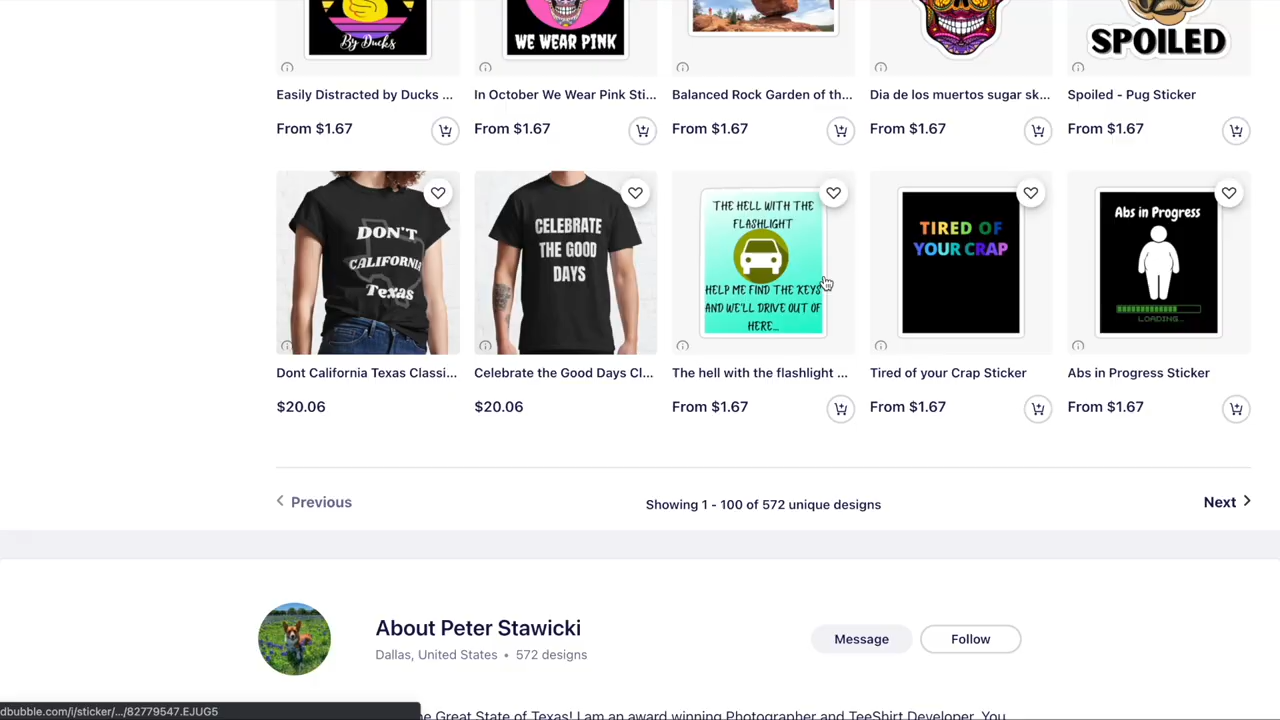 By Ducks
WE WEAR PINK
SPOILED
Easily Distracted by Ducks ...
In October We Wear Pink Sti...
Balanced Rock Garden of th...
Dia de los muertos sugar sk...
Spoiled - Pug Sticker
From $1.67
From $1.67
From $1.67
From $1.67
From $1.67
DON'T
CALIFORNIA
Texas
CELEBRATE
THE GOOD
DAYS
THE HELL WITH THE
FLASHLIGHT
HELP ME FIND THE KEYS
AND WE'LL DRIVE OUT OF
HERE...
TIRED OF
YOUR CRAP
Abs in Progress
LOADING...
Dont California Texas Classi...
Celebrate the Good Days Cl...
The hell with the flashlight ...
Tired of your Crap Sticker
Abs in Progress Sticker
$20.06
$20.06
From $1.67
From $1.67
From $1.67
Previous
Showing 1 - 100 of 572 unique designs
Next
About Peter Stawicki
Dallas, United States • 572 designs
Message
Follow
dbubble.com/i/sticker/.../82779547.EJUG5
he Great State of Texas! I am an award winning Photographer and TeeShirt Developer. You